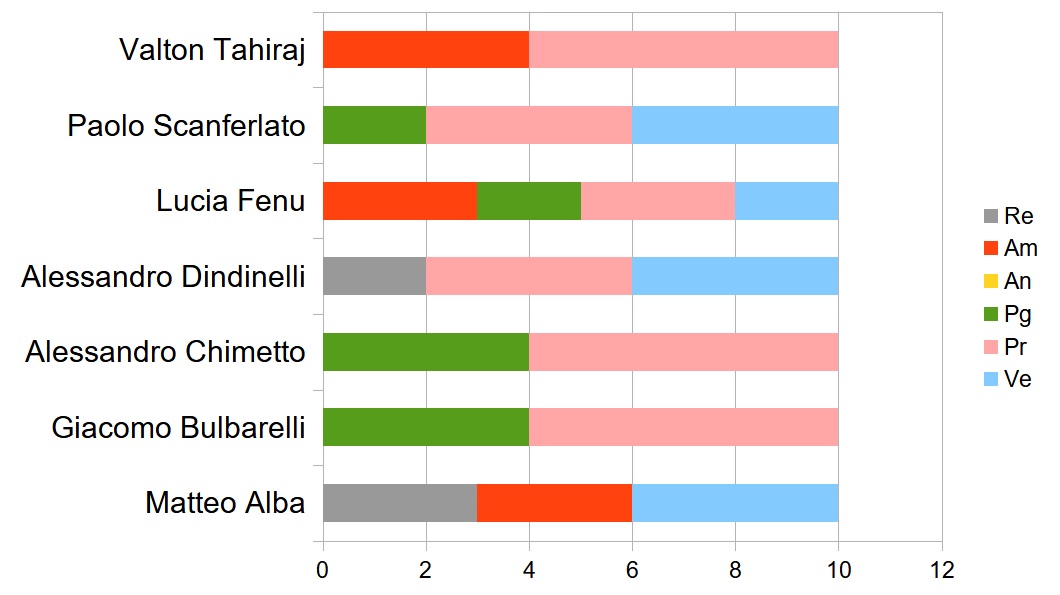 Valton Tahiraj
Paolo Scanferlato
Lucia Fenu
Alessandro Dindinelli
Alessandro Chimetto
Giacomo Bulbarelli
Matteo Alba
0 2 4 6 8 10 12
Re
Am
An
Pg
Pr
Ve